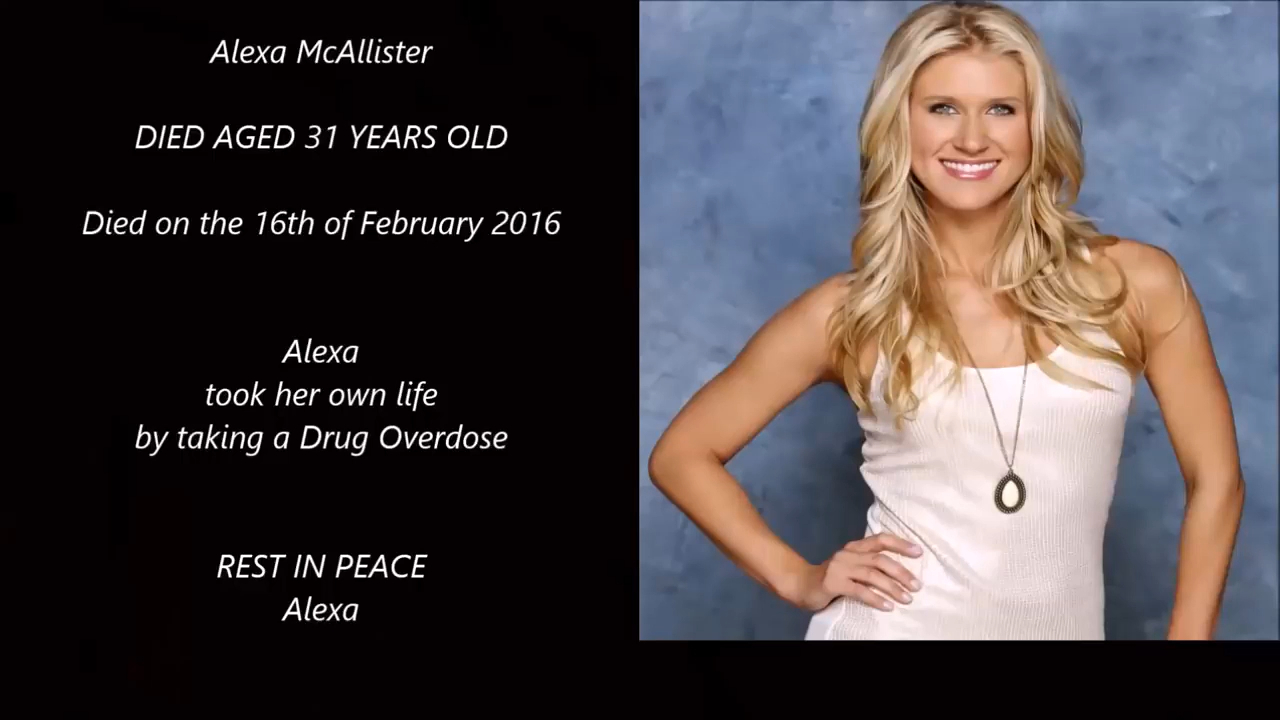 Alexa McAllister
DIED AGED 31 YEARS OLD
Died on the 16th of February 2016
Alexa
took her own life
by taking a Drug Overdose
REST IN PEACE
Alexa